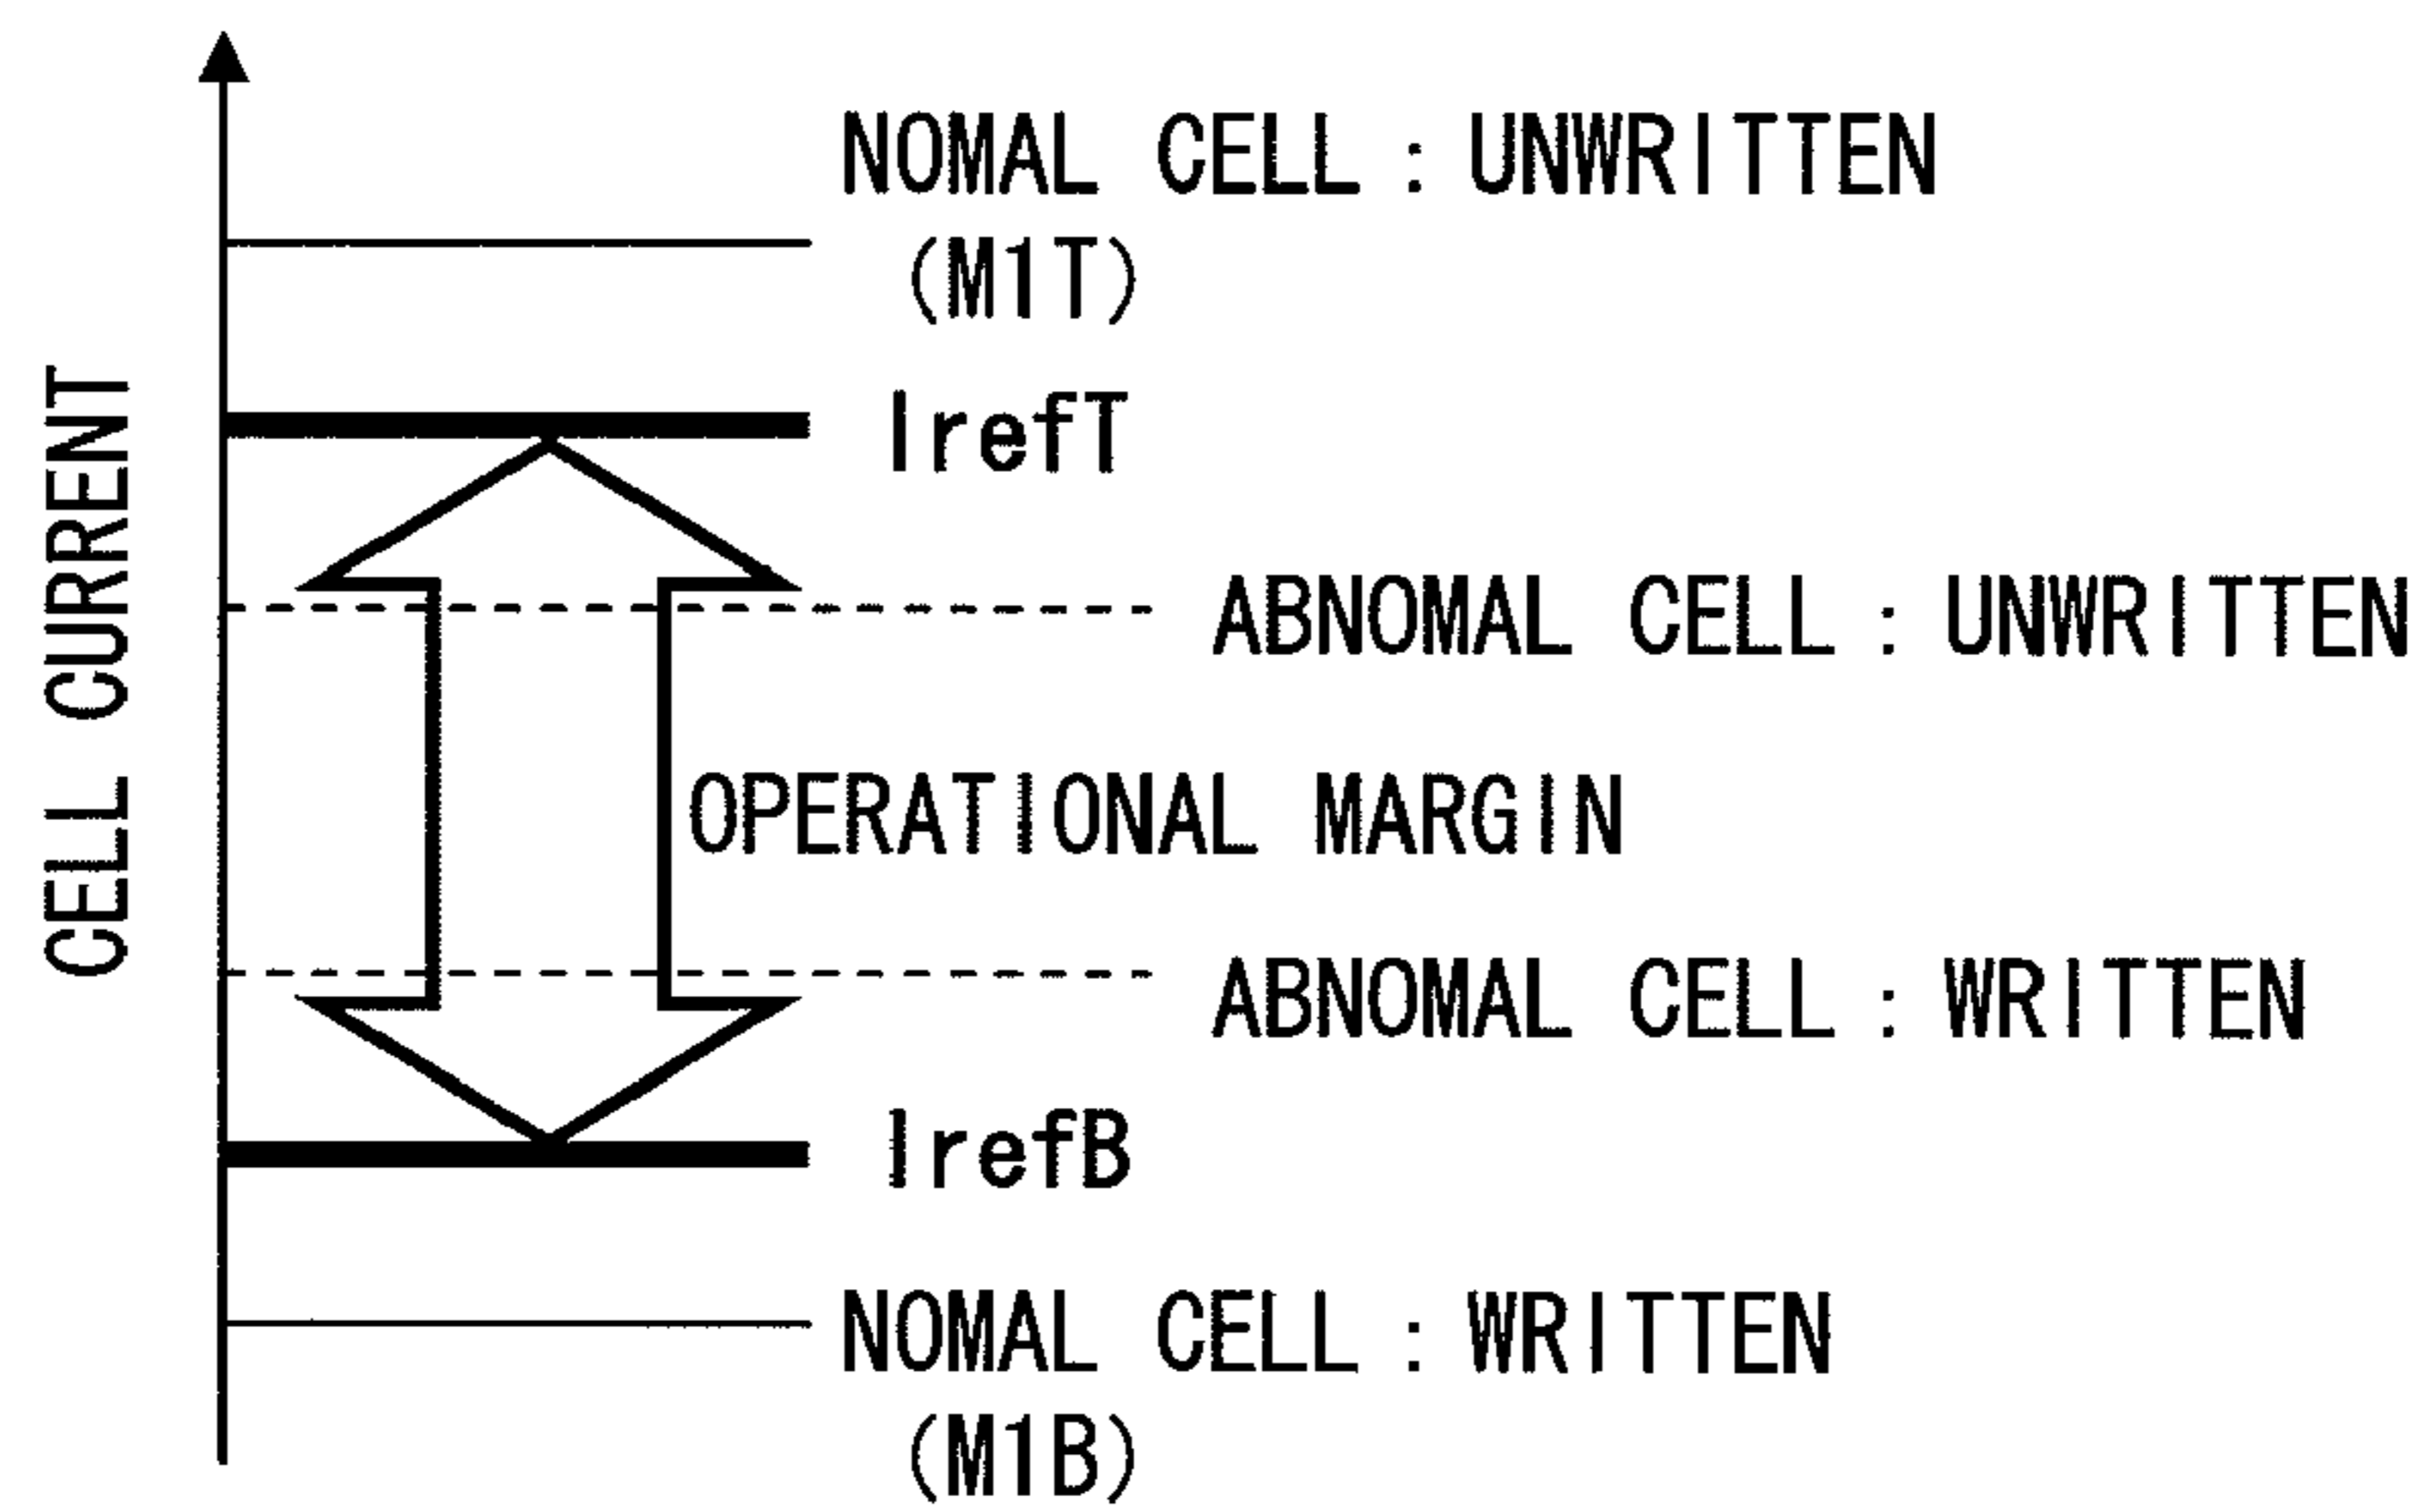 NOMAL CELL : UNWRITTEN
(M1T)
IrefT
CELL CURRENT
ABNOMAL CELL : UNWRITTEN
OPERATIONAL MARGIN
ABNOMAL CELL : WRITTEN
IrefB
NOMAL CELL : WRITTEN
(M1B)